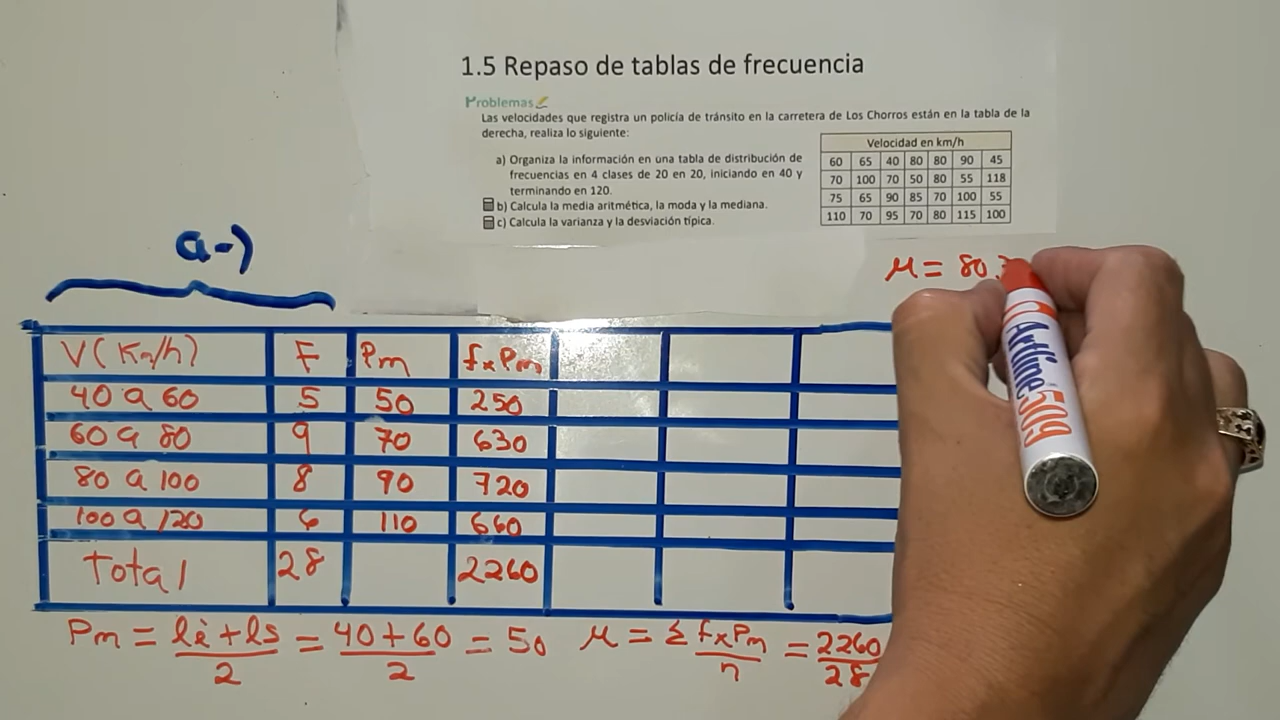 1.5 Repaso de tablas de frecuencia
Problemas
Las velocidades que registra un policía de tránsito en la carretera de Los Chorros están en la tabla de la
derecha, realiza lo siguiente:
a) Organiza la información en una tabla de distribución de
frecuencias en 4 clases de 20 en 20, iniciando en 40 y
terminando en 120.
b) Calcula la media aritmética, la moda y la mediana.
c) Calcula la varianza y la desviación típica.
Velocidad en km/h
60 65 40 80 80 90 45
70 100 70 50 80 55 118
75 65 90 85 70 100 55
110 70 95 70 80 115 100
a-)
μ = 80.
V(Km/h) F Pm fxPm
40 a 60 5 50 250
60 a 80 9 70 630
80 a 100 8 90 720
100 a 120 6 110 660
Total 28 2260
Pm = li+ls/2 = 40+60/2 = 50 μ = Σ fxPm/n = 2260/28
Artline 509